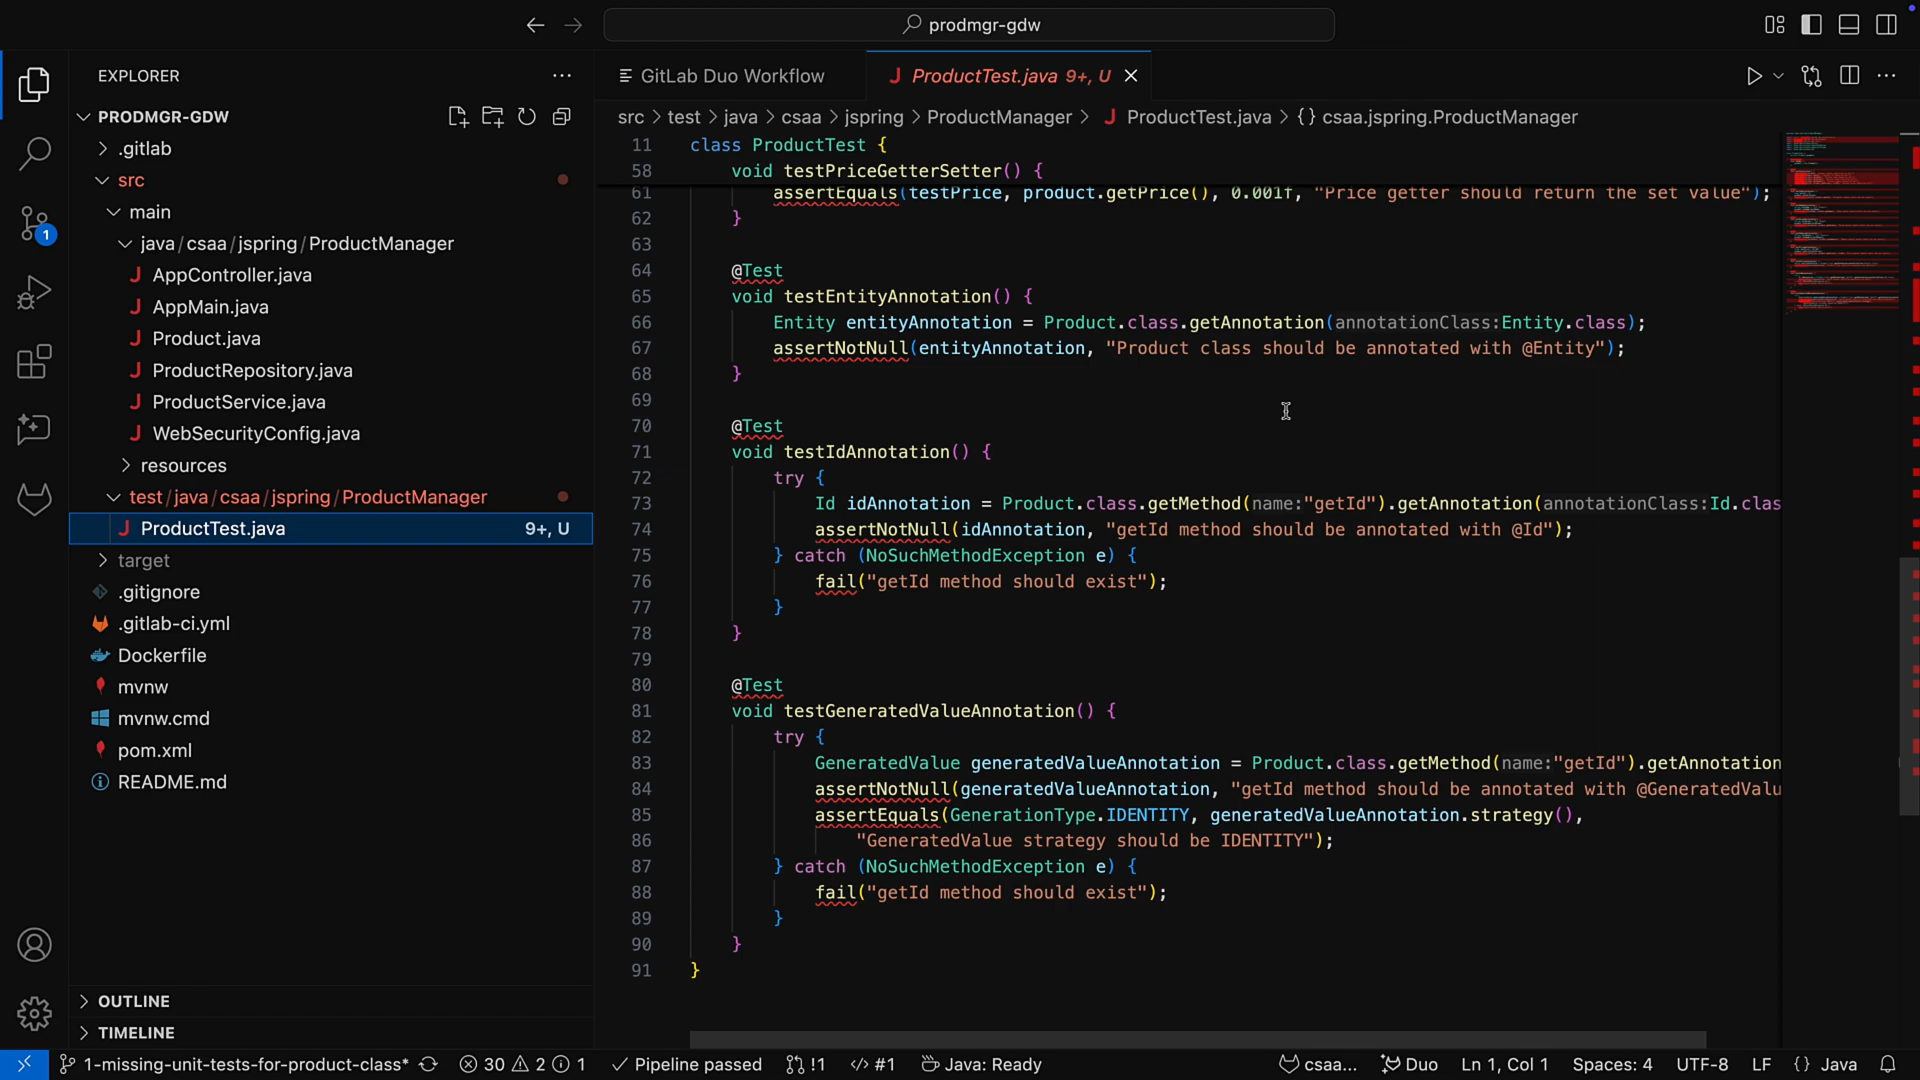 prodmgr-gdw
EXPLORER
PRODMGR-GDW
.gitlab
src
main
java/csaa/jspring/ProductManager
AppController.java
AppMain.java
Product.java
ProductRepository.java
ProductService.java
WebSecurityConfig.java
resources
test/java/csaa/jspring/ProductManager
ProductTest.java 9+, U
target
.gitignore
.gitlab-ci.yml
Dockerfile
mvnw
mvnw.cmd
pom.xml
README.md
OUTLINE
TIMELINE
GitLab Duo Workflow
ProductTest.java 9+, U
src > test > java > csaa > jspring > ProductManager > ProductTest.java > {} csaa.jspring.ProductManager
11 class ProductTest {
58 void testPriceGetterSetter() {
61 assertEquals(testPrice, product.getPrice(), 0.001f, "Price getter should return the set value");
62 }
63
64 @Test
65 void testEntityAnnotation() {
66 Entity entityAnnotation = Product.class.getAnnotation(annotationClass:Entity.class);
67 assertNotNull(entityAnnotation, "Product class should be annotated with @Entity");
68 }
69
70 @Test
71 void testIdAnnotation() {
72 try {
73 Id idAnnotation = Product.class.getMethod(name:"getId").getAnnotation(annotationClass:Id.clas
74 assertNotNull(idAnnotation, "getId method should be annotated with @Id");
75 } catch (NoSuchMethodException e) {
76 fail("getId method should exist");
77 }
78 }
79
80 @Test
81 void testGeneratedValueAnnotation() {
82 try {
83 GeneratedValue generatedValueAnnotation = Product.class.getMethod(name:"getId").getAnnotation
84 assertNotNull(generatedValueAnnotation, "getId method should be annotated with @GeneratedValu
85 assertEquals(GenerationType.IDENTITY, generatedValueAnnotation.strategy(),
86 "GeneratedValue strategy should be IDENTITY");
87 } catch (NoSuchMethodException e) {
88 fail("getId method should exist");
89 }
90 }
91 }
1
1-missing-unit-tests-for-product-class* 30 2 1 Pipeline passed !1 #1 Java: Ready csaa... Duo Ln 1, Col 1 Spaces: 4 UTF-8 LF {} Java